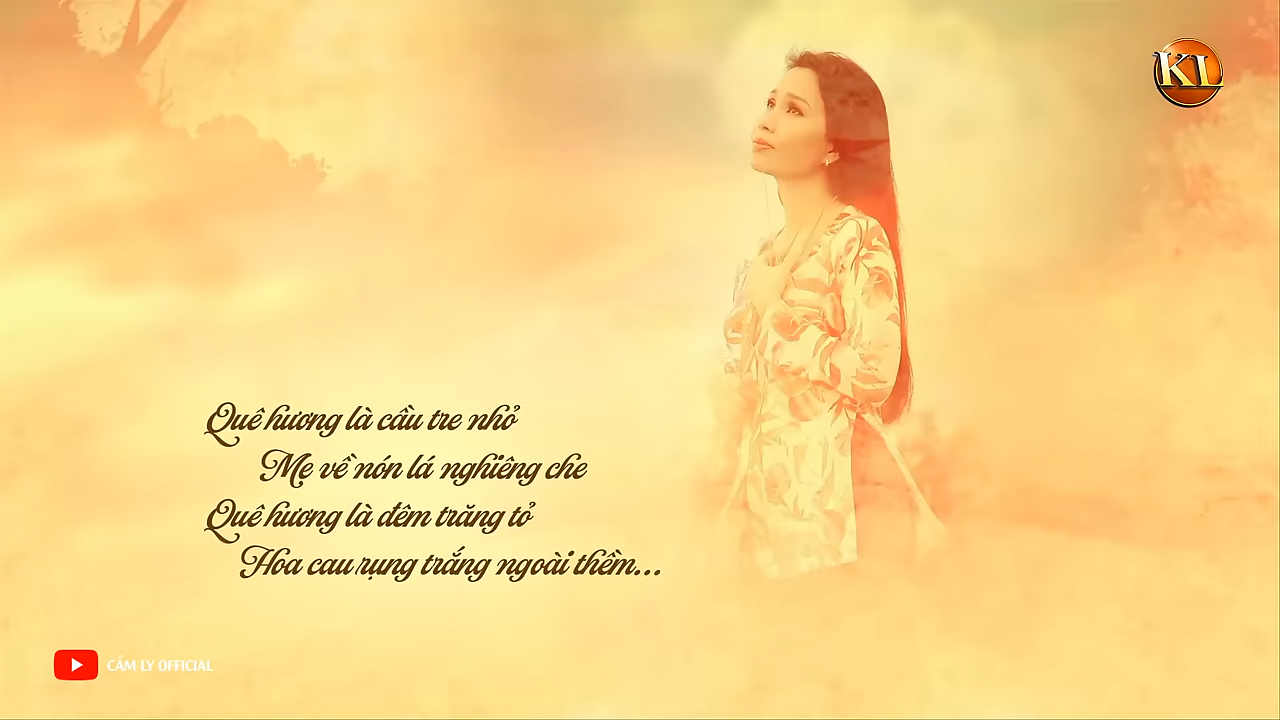 KL
Quê hương là cầu tre nhỏ
Mẹ về nón lá nghiêng che
Quê hương là đêm trăng tỏ
Hoa cau rụng trắng ngoài thềm...
CẨM LY OFFICIAL